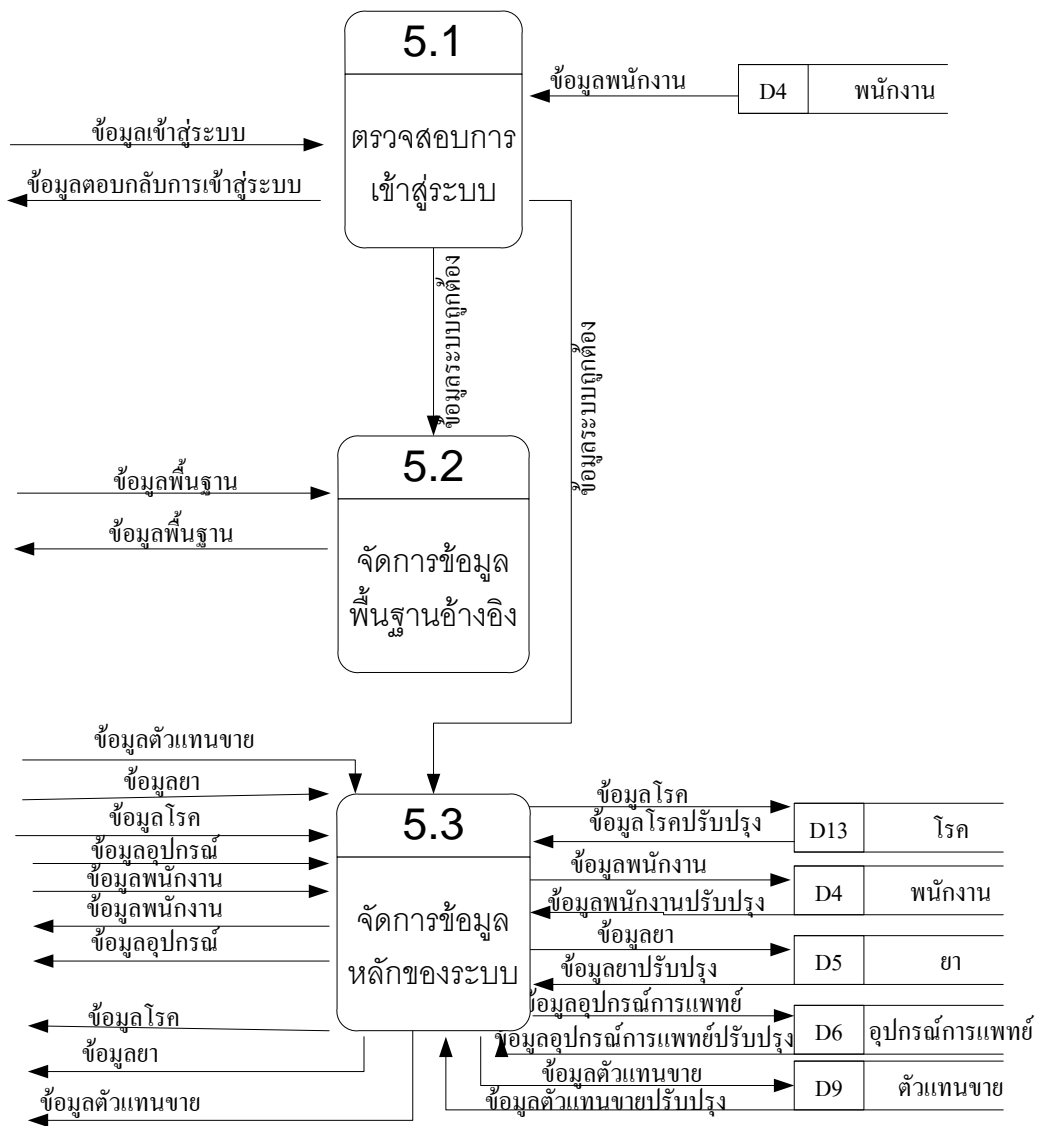 5.1
ข้อมูลพนักงาน
D4
พนักงาน
ข้อมูลเข้าสู่ระบบ
ตรวจสอบการ
ข้อมูลตอบกลับการเข้าสู่ระบบ
เข้าสู่ระบบ
ข้อมูลระบบถูกต้อง
ข้อมูลระบบถูกต้อง
5.2
ข้อมูลพื้นฐาน
ข้อมูลพื้นฐาน
จัดการข้อมูล
พื้นฐานอ้างอิง
ข้อมูลตัวแทนขาย
ข้อมูลยา
ข้อมูลโรค
ข้อมูลอุปกรณ์
ข้อมูลพนักงาน
ข้อมูลพนักงาน
ข้อมูลอุปกรณ์
ข้อมูลโรค
ข้อมูลยา
ข้อมูลตัวแทนขาย
5.3
จัดการข้อมูล
หลักของระบบ
ข้อมูลโรค
ข้อมูลโรคปรับปรุง
D13
โรค
ข้อมูลพนักงาน
ข้อมูลพนักงานปรับปรุง
D4
พนักงาน
ข้อมูลยา
ข้อมูลยาปรับปรุง
D5
ยา
ข้อมูลอุปกรณ์การแพทย์
ข้อมูลอุปกรณ์การแพทย์ปรับปรุง
D6
อุปกรณ์การแพทย์
ข้อมูลตัวแทนขาย
ข้อมูลตัวแทนขายปรับปรุง
D9
ตัวแทนขาย